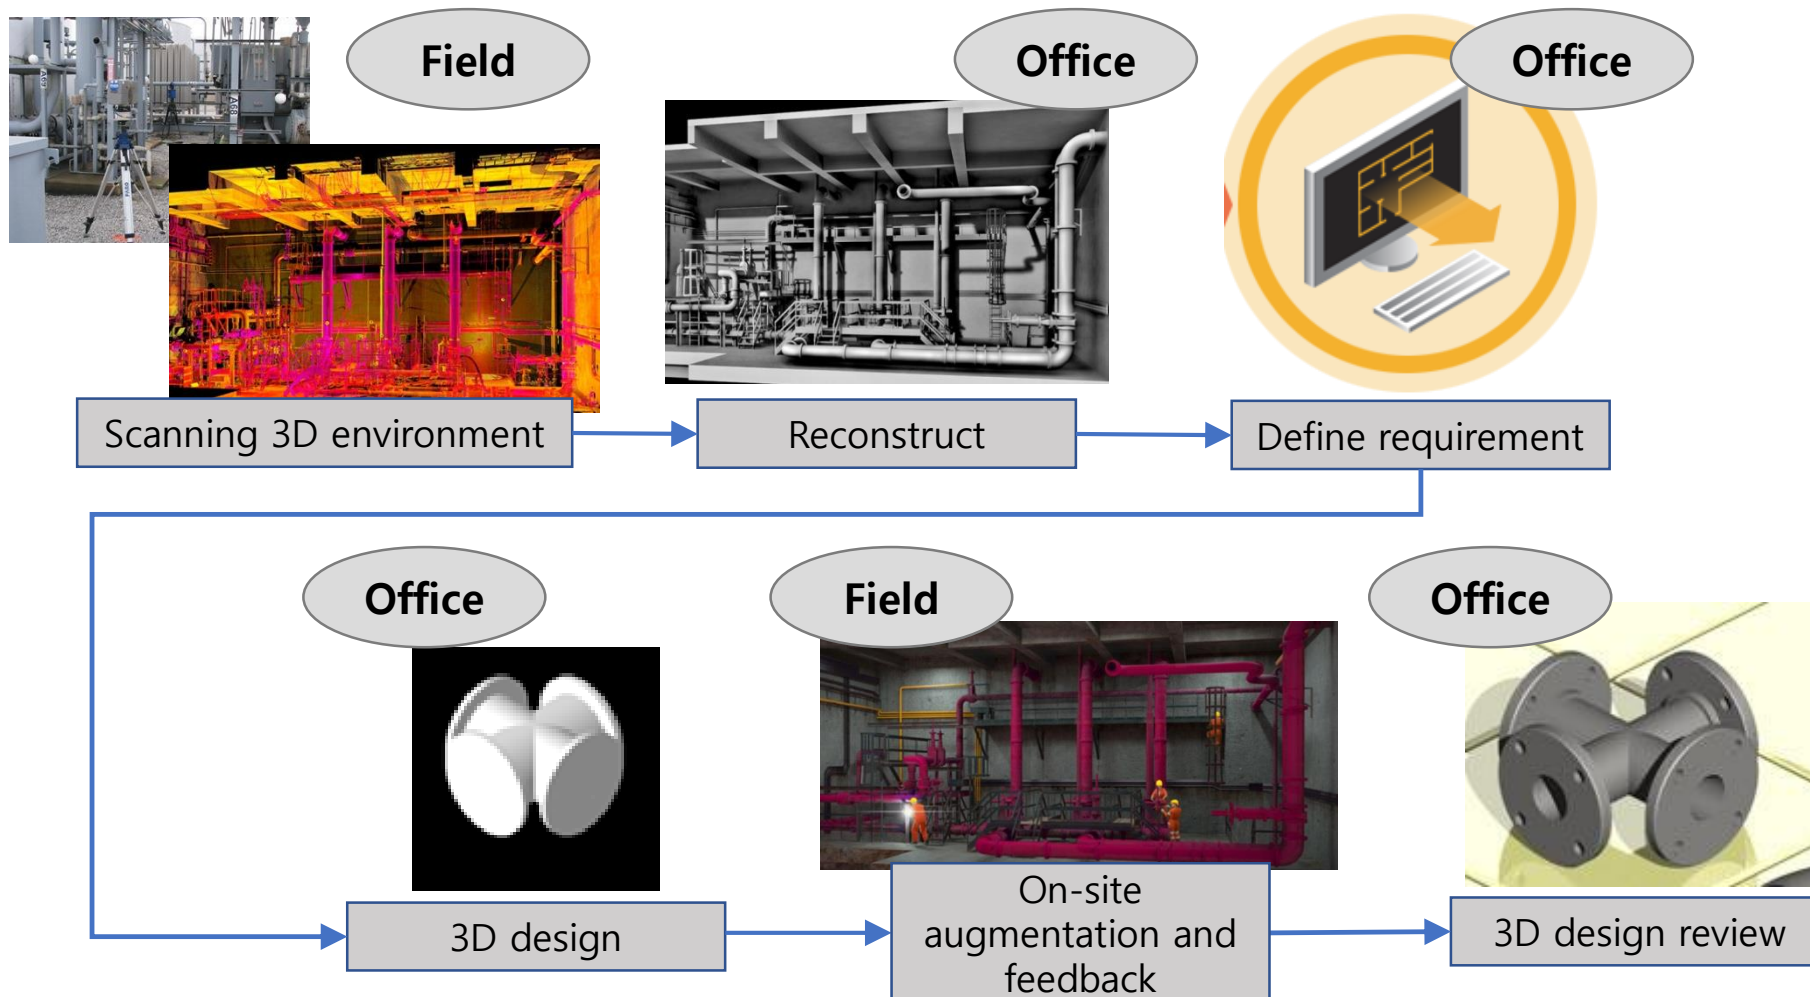 Field
Office
Office
Scanning 3D environment
Reconstruct
Define requirement
Office
Field
Office
3D design
On-site
augmentation and
feedback
3D design review